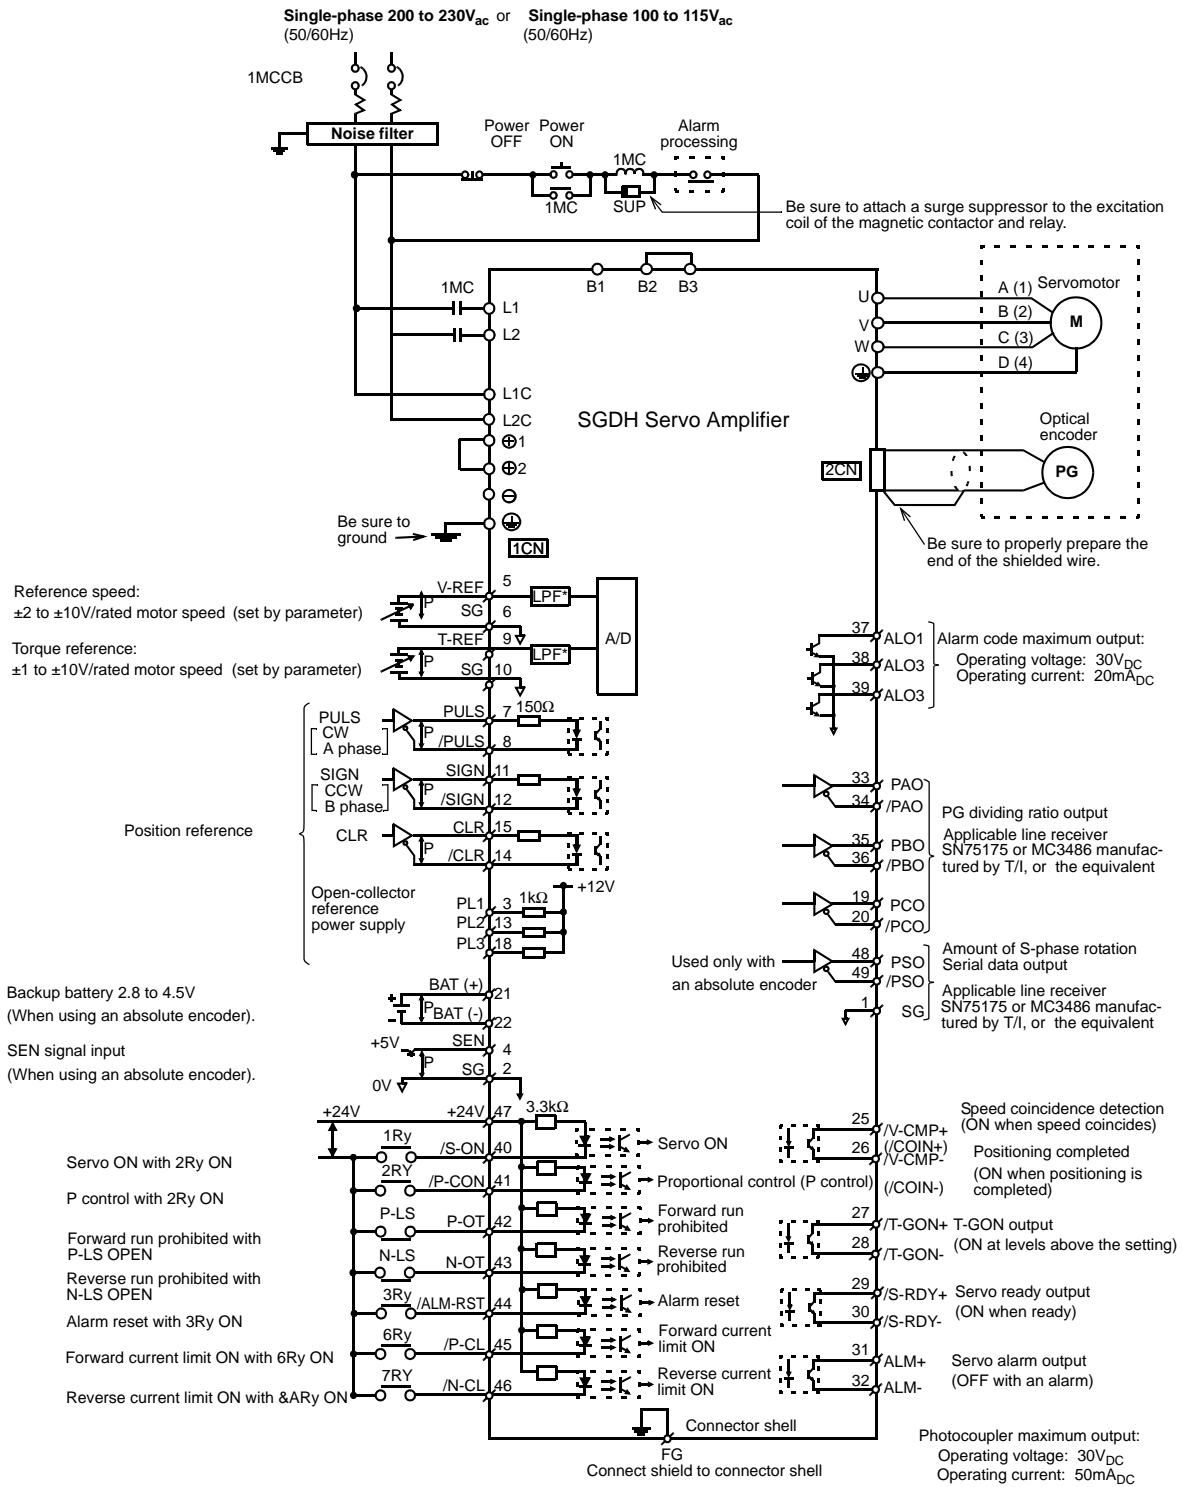 Single-phase 200 to 230Vac or Single-phase 100 to 115Vac
(50/60Hz) (50/60Hz)
1MCCB
Noise filter
Power OFF
Power ON
Alarm processing
1MC
1MC
SUP
Be sure to attach a surge suppressor to the excitation
coil of the magnetic contactor and relay.
B1 B2 B3
1MC
L1
L2
L1C
L2C
⊕1
⊕2
⊖
SGDH Servo Amplifier
U
V
W
A (1)
B (2)
C (3)
D (4)
Servomotor
M
Optical
encoder
PG
2CN
Be sure to properly prepare the
end of the shielded wire.
Be sure to
ground
1CN
Reference speed:
±2 to ±10V/rated motor speed (set by parameter)
V-REF 5
SG 6
P
LPF*
Torque reference:
±1 to ±10V/rated motor speed (set by parameter)
T-REF 9
SG 10
P
LPF*
A/D
Position reference
PULS
CW
A phase
PULS 7
150Ω
P
/PULS 8
SIGN
CCW
B phase
SIGN 11
P
/SIGN 12
CLR
CLR 15
P
/CLR 14
Open-collector
reference
power supply
+12V
PL1 3 1kΩ
PL2 13
PL3 18
Backup battery 2.8 to 4.5V
(When using an absolute encoder).
+
-
BAT (+) 21
P
BAT (-) 22
SEN signal input
(When using an absolute encoder).
+5V
SEN 4
P
0V
SG 2
+24V
+24V 47
3.3kΩ
Servo ON with 2Ry ON
1Ry
/S-ON 40
Servo ON
P control with 2Ry ON
2RY
/P-CON 41
Proportional control (P control)
Forward run prohibited with
P-LS OPEN
P-LS
P-OT 42
Forward run
prohibited
Reverse run prohibited with
N-LS OPEN
N-LS
N-OT 43
Reverse run
prohibited
Alarm reset with 3Ry ON
3Ry
/ALM-RST 44
Alarm reset
Forward current limit ON with 6Ry ON
6Ry
/P-CL 45
Forward current
limit ON
Reverse current limit ON with &ARy ON
7RY
/N-CL 46
Reverse current
limit ON
37 ALO1
38 ALO3
39 ALO3
Alarm code maximum output:
Operating voltage: 30VDC
Operating current: 20mADC
33 PAO
34 /PAO
35 PBO
36 /PBO
19 PCO
20 /PCO
PG dividing ratio output
Applicable line receiver
SN75175 or MC3486 manufac-
tured by T/I, or the equivalent
Used only with
an absolute encoder
48 PSO
49 /PSO
1 SG
Amount of S-phase rotation
Serial data output
Applicable line receiver
SN75175 or MC3486 manufac-
tured by T/I, or the equivalent
25 /V-CMP+
(/COIN+)
26 /V-CMP-
(/COIN-)
Speed coincidence detection
(ON when speed coincides)
Positioning completed
(ON when positioning is
completed)
27 /T-GON+
28 /T-GON-
T-GON output
(ON at levels above the setting)
29 /S-RDY+
30 /S-RDY-
Servo ready output
(ON when ready)
31 ALM+
32 ALM-
Servo alarm output
(OFF with an alarm)
Connector shell
FG
Connect shield to connector shell
Photocoupler maximum output:
Operating voltage: 30VDC
Operating current: 50mADC